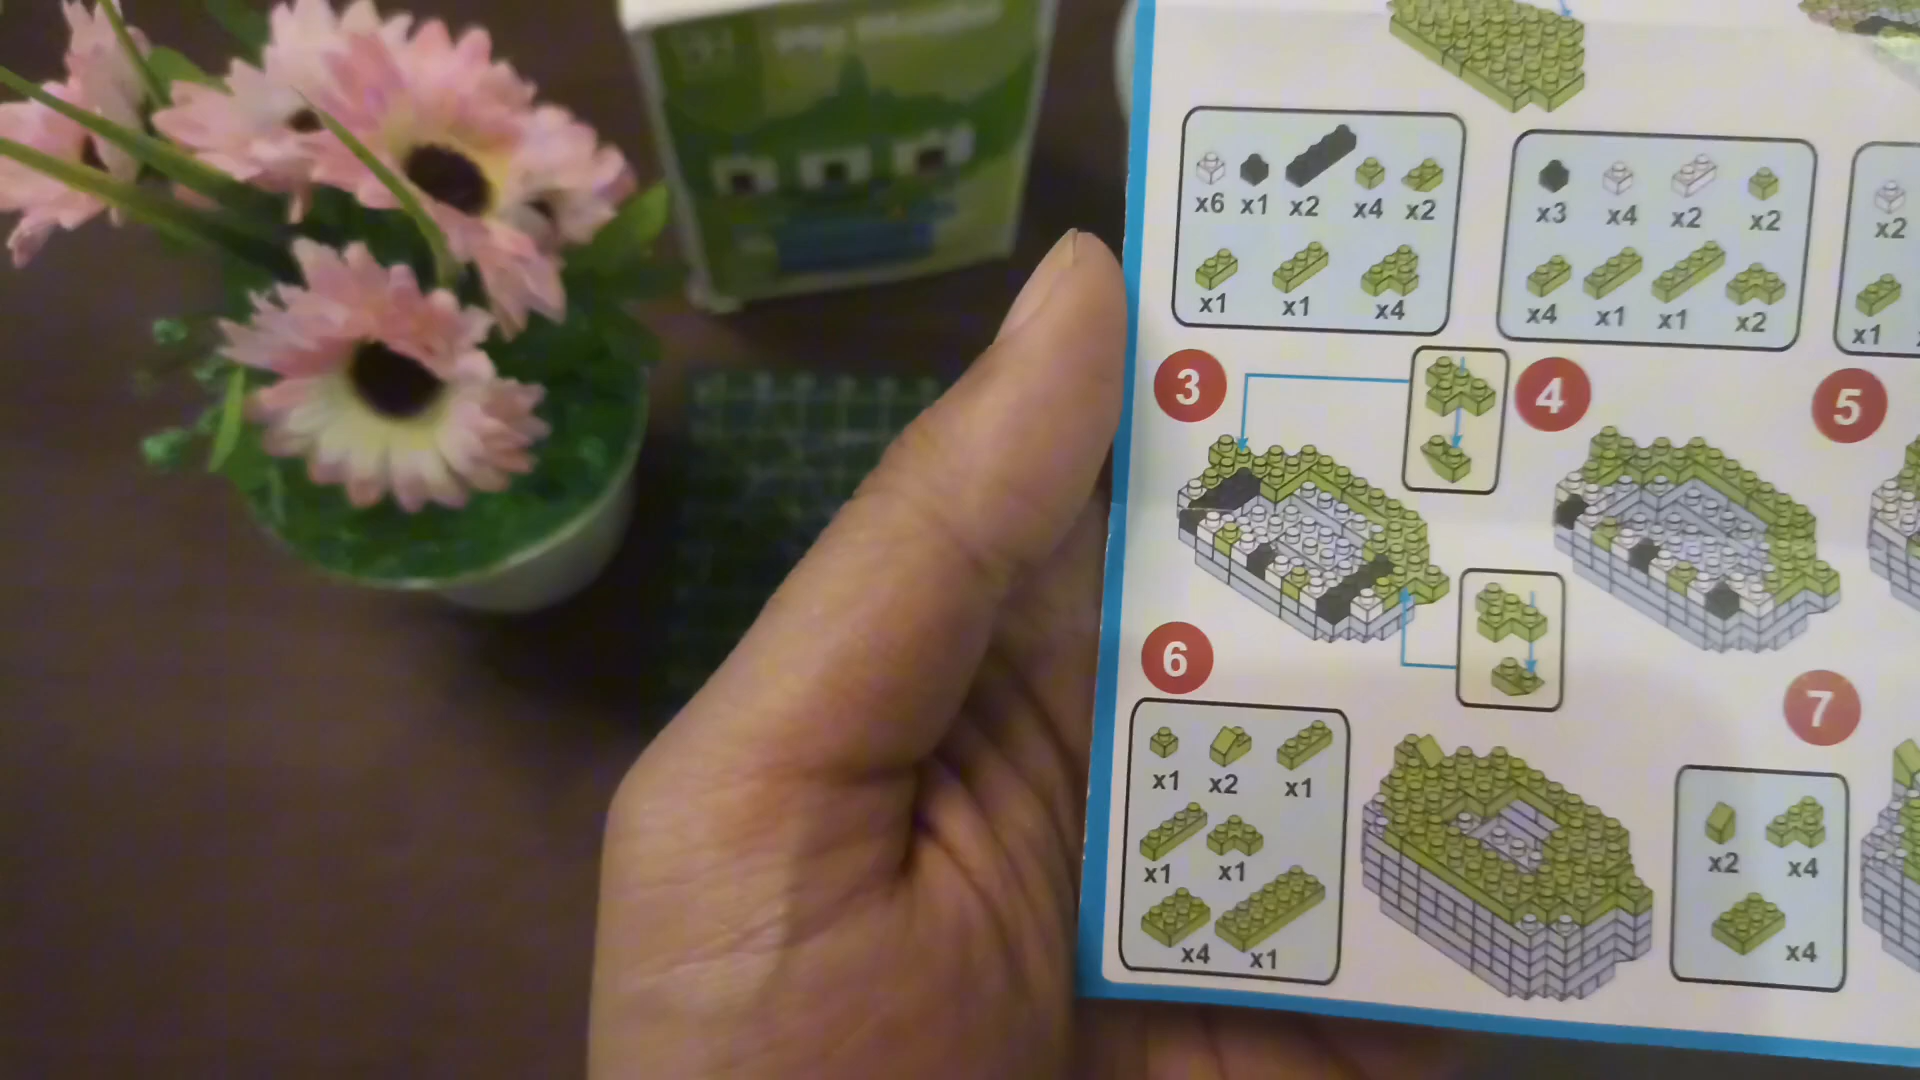 x6 x1 x2 x4 x2
x1 x1 x4
x3 x4 x2 x2
x4 x1 x1 x2
x2
x1
3
4
5
6
x1 x2 x1
x1 x1
x4 x1
7
x2 x4
x4